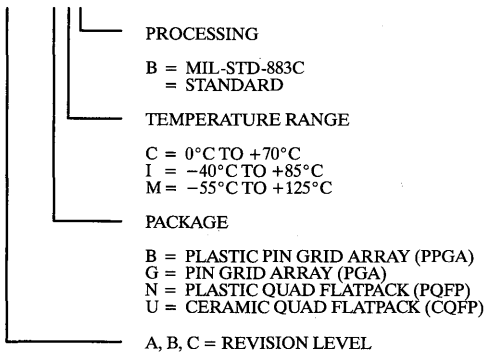 PROCESSING
B = MIL-STD-883C
= STANDARD
TEMPERATURE RANGE
C = 0°C TO +70°C
I = −40°C TO +85°C
M = −55°C TO +125°C
PACKAGE
B = PLASTIC PIN GRID ARRAY (PPGA)
G = PIN GRID ARRAY (PGA)
N = PLASTIC QUAD FLATPACK (PQFP)
U = CERAMIC QUAD FLATPACK (CQFP)
A, B, C = REVISION LEVEL